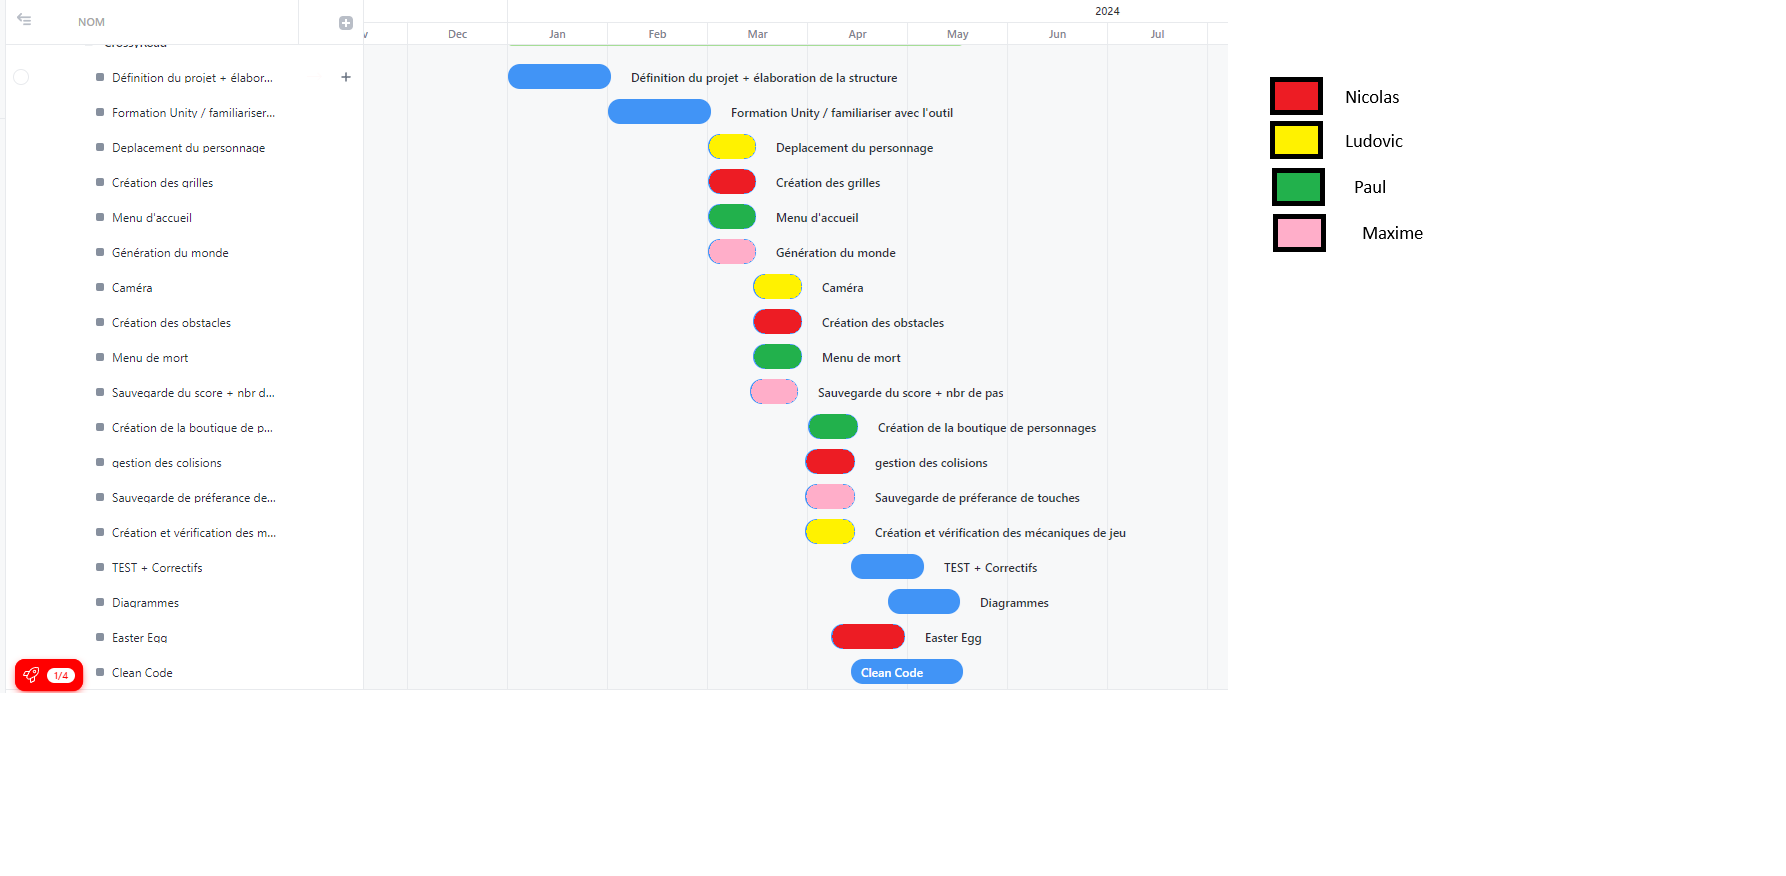 NOM
2024
v Dec Jan Feb Mar Apr May Jun Jul
CrossyRoad
Définition du projet + élabor... Définition du projet + élaboration de la structure
Formation Unity / familiariser... Formation Unity / familiariser avec l'outil
Deplacement du personnage Deplacement du personnage
Création des grilles Création des grilles
Menu d'accueil Menu d'accueil
Génération du monde Génération du monde
Caméra Caméra
Création des obstacles Création des obstacles
Menu de mort Menu de mort
Sauvegarde du score + nbr d... Sauvegarde du score + nbr de pas
Création de la boutique de p... Création de la boutique de personnages
gestion des colisions gestion des colisions
Sauvegarde de préferance de... Sauvegarde de préferance de touches
Création et vérification des m... Création et vérification des mécaniques de jeu
TEST + Correctifs TEST + Correctifs
Diagrammes Diagrammes
Easter Egg Easter Egg
Clean Code Clean Code
1/4
Nicolas
Ludovic
Paul
Maxime